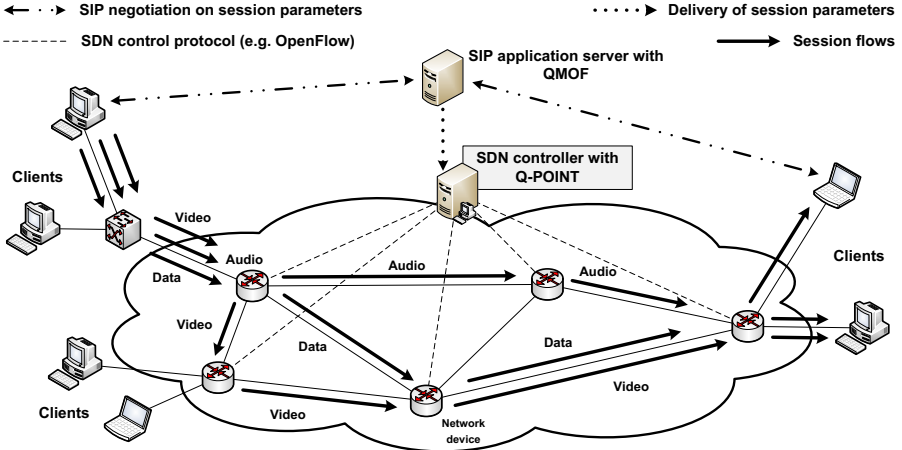 SIP negotiation on session parameters
Delivery of session parameters
SDN control protocol (e.g. OpenFlow)
Session flows
SIP application server with
QMOF
SDN controller with
Q-POINT
Clients
Video
Audio
Data
Audio
Audio
Clients
Video
Data
Data
Video
Clients
Video
Network
device